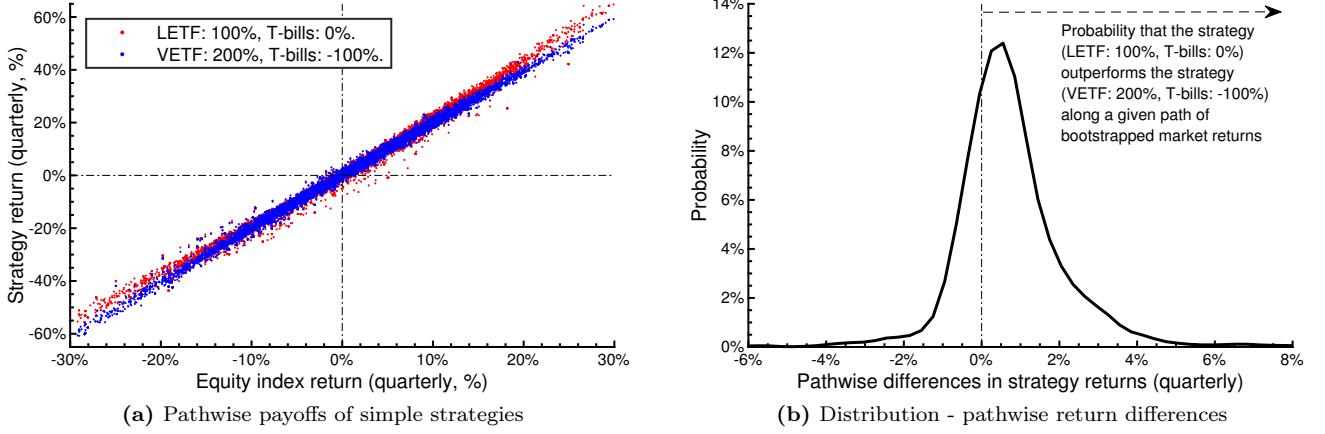 60%
40%
20%
0%
-20%
-40%
-60%
Strategy return (quarterly, %)
LETF: 100%, T-bills: 0%.
VETF: 200%, T-bills: -100%.
-30% -20% -10% 0% 10% 20% 30%
Equity index return (quarterly, %)
(a) Pathwise payoffs of simple strategies
14%
12%
10%
8%
6%
4%
2%
0%
Probability
Probability that the strategy
(LETF: 100%, T-bills: 0%)
outperforms the strategy
(VETF: 200%, T-bills: -100%)
along a given path of
bootstrapped market returns
-6% -4% -2% 0% 2% 4% 6% 8%
Pathwise differences in strategy returns (quarterly)
(b) Distribution - pathwise return differences